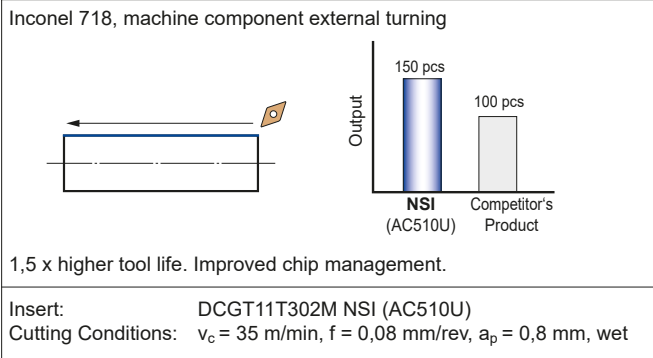 Inconel 718, machine component external turning
150 pcs
100 pcs
Output
NSI
(AC510U)
Competitor‘s
Product
1,5 x higher tool life. Improved chip management.
Insert: DCGT11T302M NSI (AC510U)
Cutting Conditions: vc = 35 m/min, f = 0,08 mm/rev, ap = 0,8 mm, wet